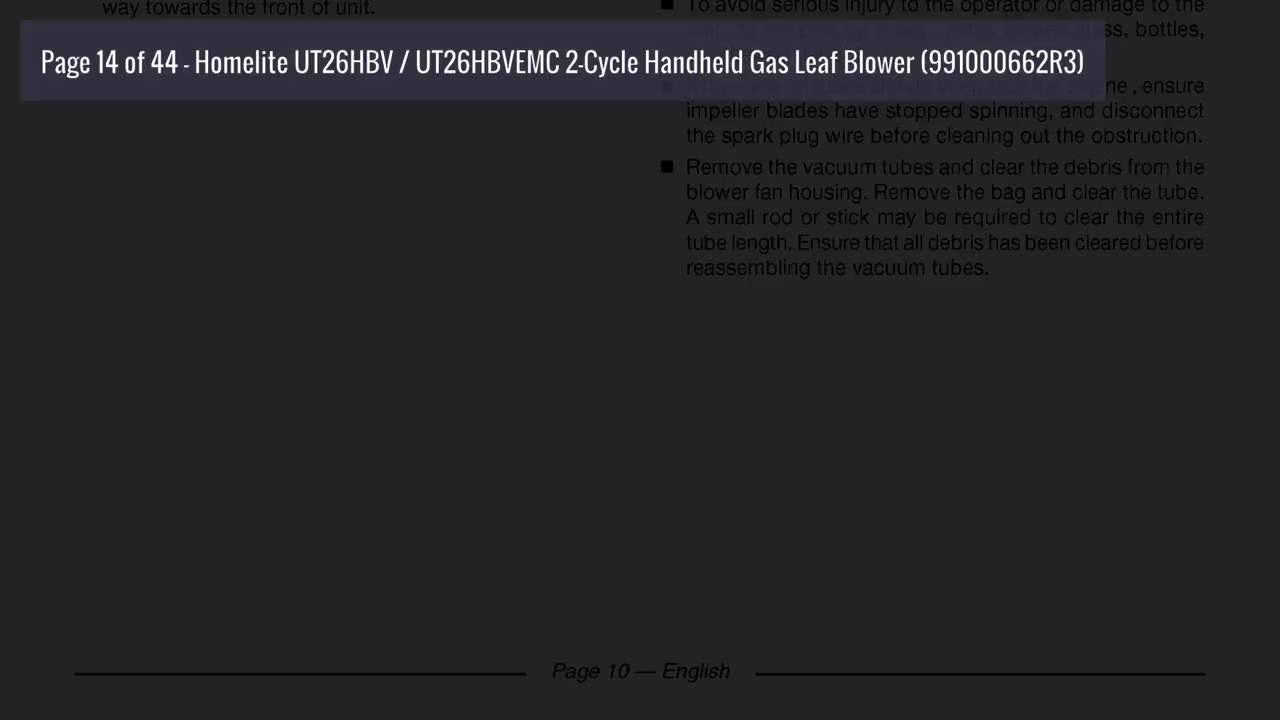 way towards the front of unit.
Page 14 of 44 - Homelite UT26HBV / UT26HBVEMC 2-Cycle Handheld Gas Leaf Blower (991000662R3)
■ To avoid serious injury to the operator or damage to the
bottles,
ensure
impeller blades have stopped spinning, and disconnect
the spark plug wire before cleaning out the obstruction.
■ Remove the vacuum tubes and clear the debris from the
blower fan housing. Remove the bag and clear the tube.
A small rod or stick may be required to clear the entire
tube length. Ensure that all debris has been cleared before
reassembling the vacuum tubes.
Page 10 — English